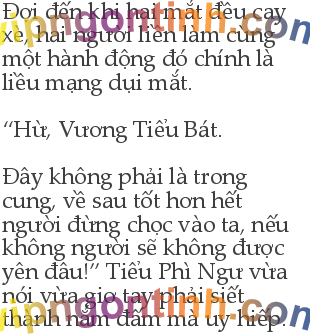 Đợi đến khi hai mắt đều cay
xè, hai người liền làm cùng
một hành động đó chính là
liều mạng dụi mắt.
“Hừ, Vương Tiểu Bát.
Đây không phải là trong
cung, về sau tốt hơn hết
người đừng chọc vào ta, nếu
không người sẽ không được
yên đâu!” Tiểu Phì Ngư vừa
nói vừa giơ tay phải siết
thành nắm đấm mà uy hiếp.